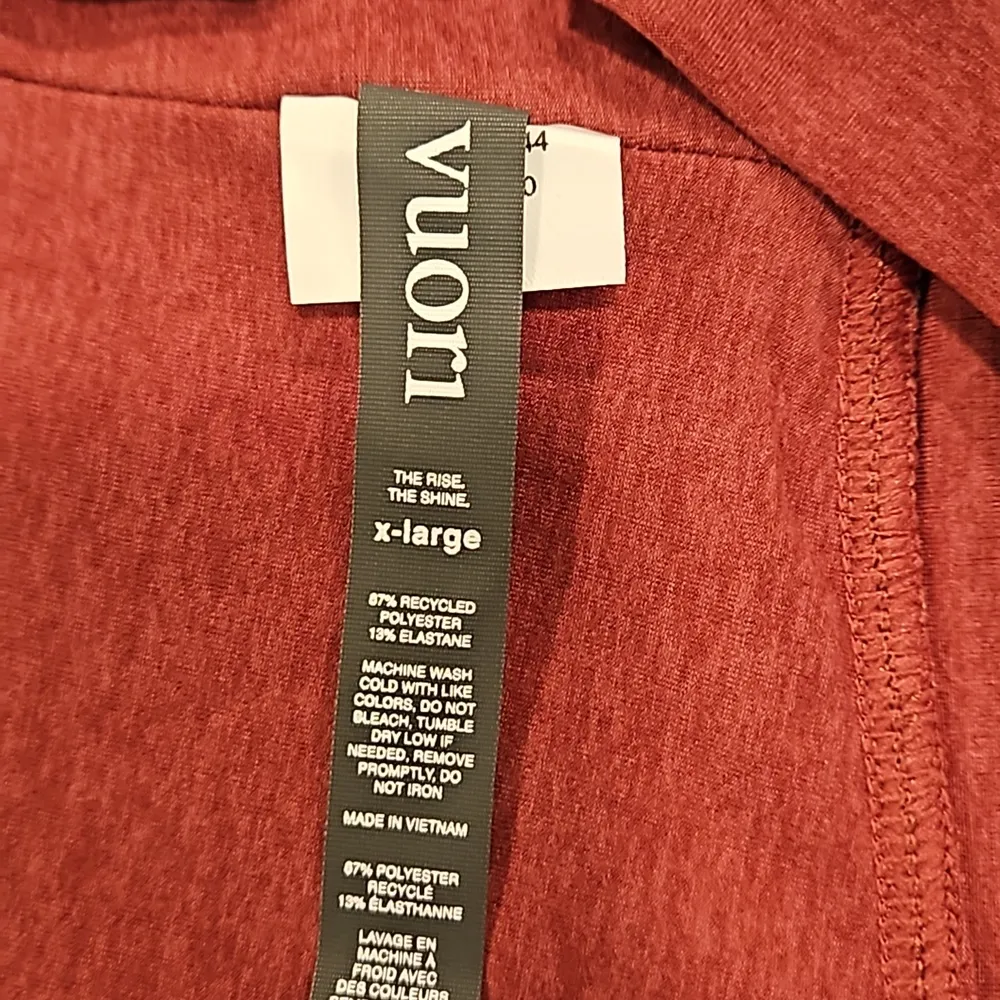 44
o
vuori
THE RISE.
THE SHINE.
x-large
87% RECYCLED
POLYESTER
13% ELASTANE
MACHINE WASH
COLD WITH LIKE
COLORS, DO NOT
BLEACH, TUMBLE
DRY LOW IF
NEEDED, REMOVE
PROMPTLY, DO
NOT IRON
MADE IN VIETNAM
87% POLYESTER
RECYCLÉ
13% ÉLASTHANNE
LAVAGE EN
MACHINE À
FROID AVEC
DES COULEURS